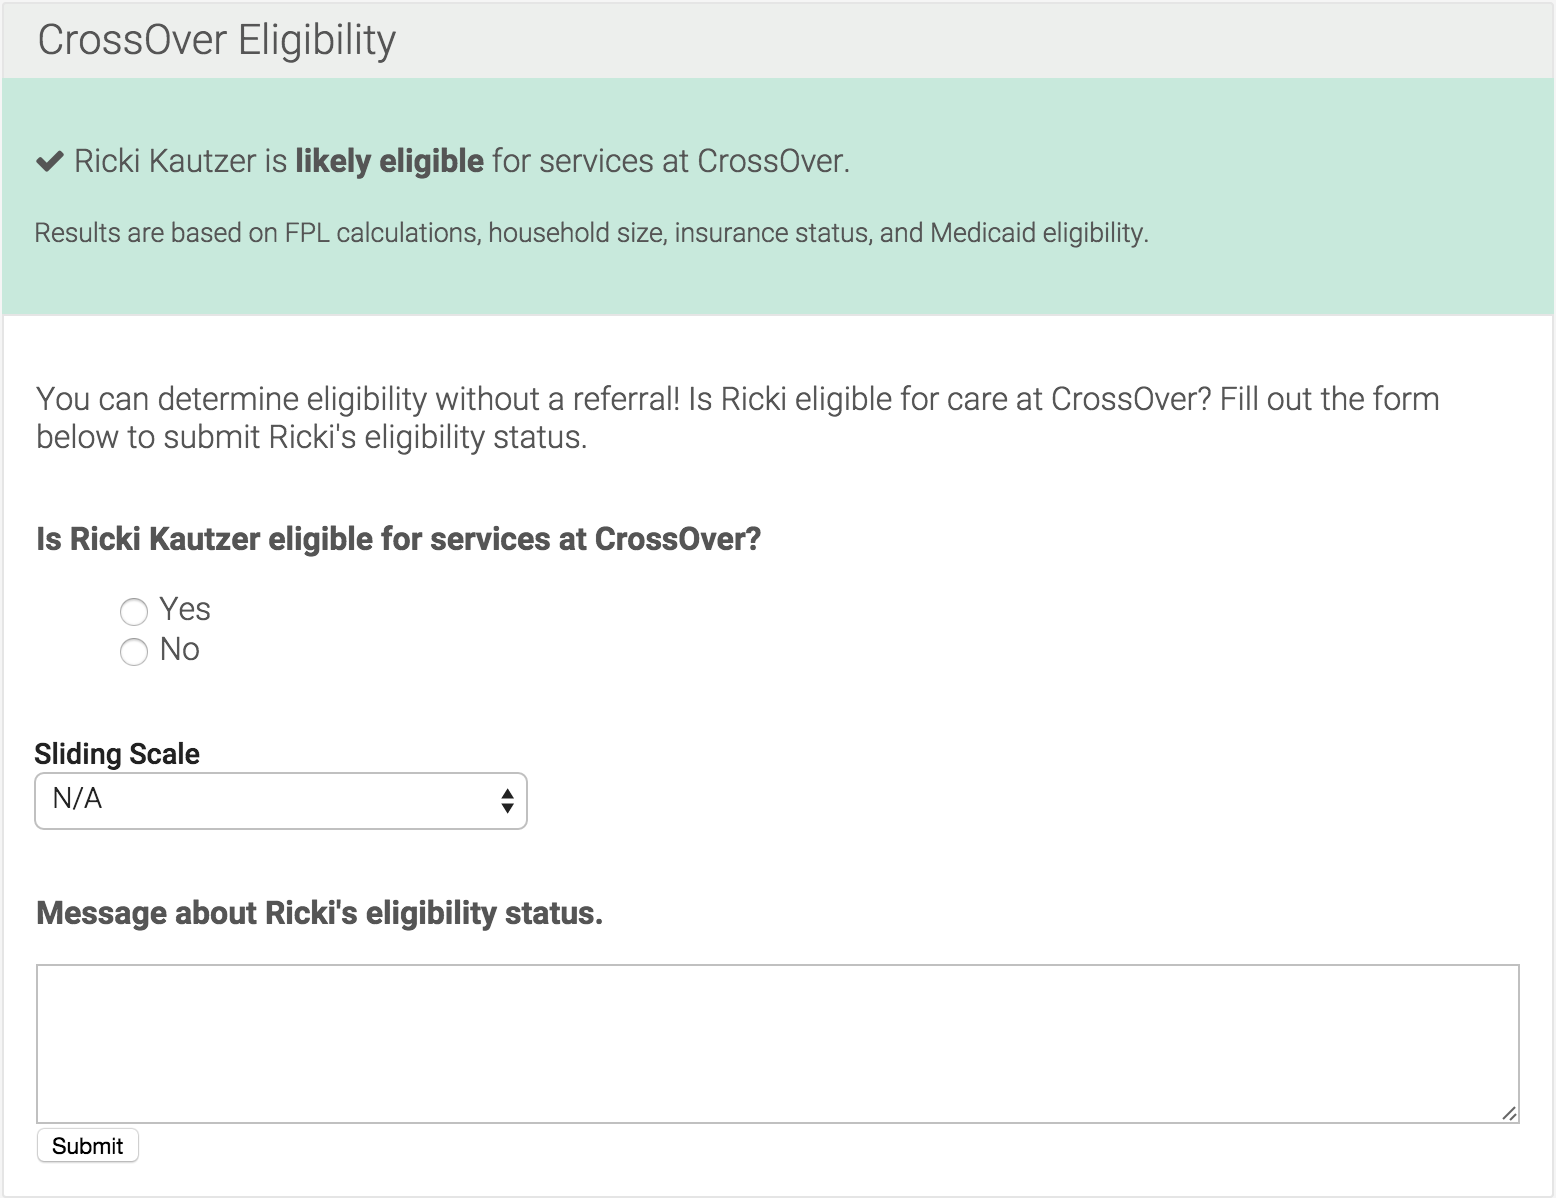 CrossOver Eligibility
Ricki Kautzer is likely eligible for services at CrossOver.
Results are based on FPL calculations, household size, insurance status, and Medicaid eligibility.
You can determine eligibility without a referral! Is Ricki eligible for care at CrossOver? Fill out the form
below to submit Ricki's eligibility status.
Is Ricki Kautzer eligible for services at CrossOver?
Yes
No
Sliding Scale
N/A
Message about Ricki's eligibility status.
Submit